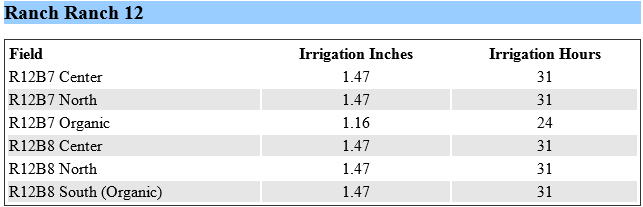 Ranch Ranch 12
Field Irrigation Inches Irrigation Hours
R12B7 Center 1.47 31
R12B7 North 1.47 31
R12B7 Organic 1.16 24
R12B8 Center 1.47 31
R12B8 North 1.47 31
R12B8 South (Organic) 1.47 31